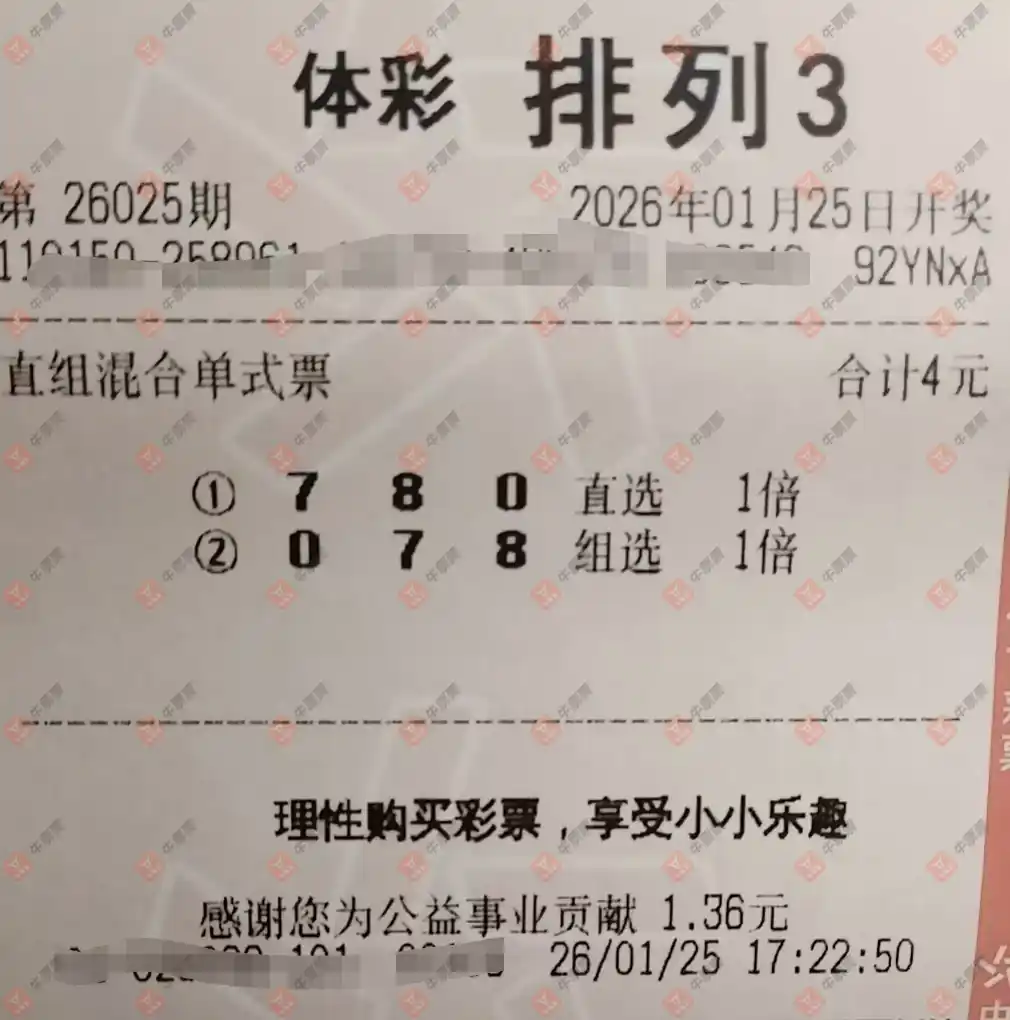 体彩 排列3
第 26025期 2026年01月25日开奖
92YNxA
直组混合单式票 合计4元
① 7 8 0 直选 1倍
② 0 7 8 组选 1倍
理性购买彩票，享受小小乐趣
感谢您为公益事业贡献 1.36元
26/01/25 17:22:50
牛票票